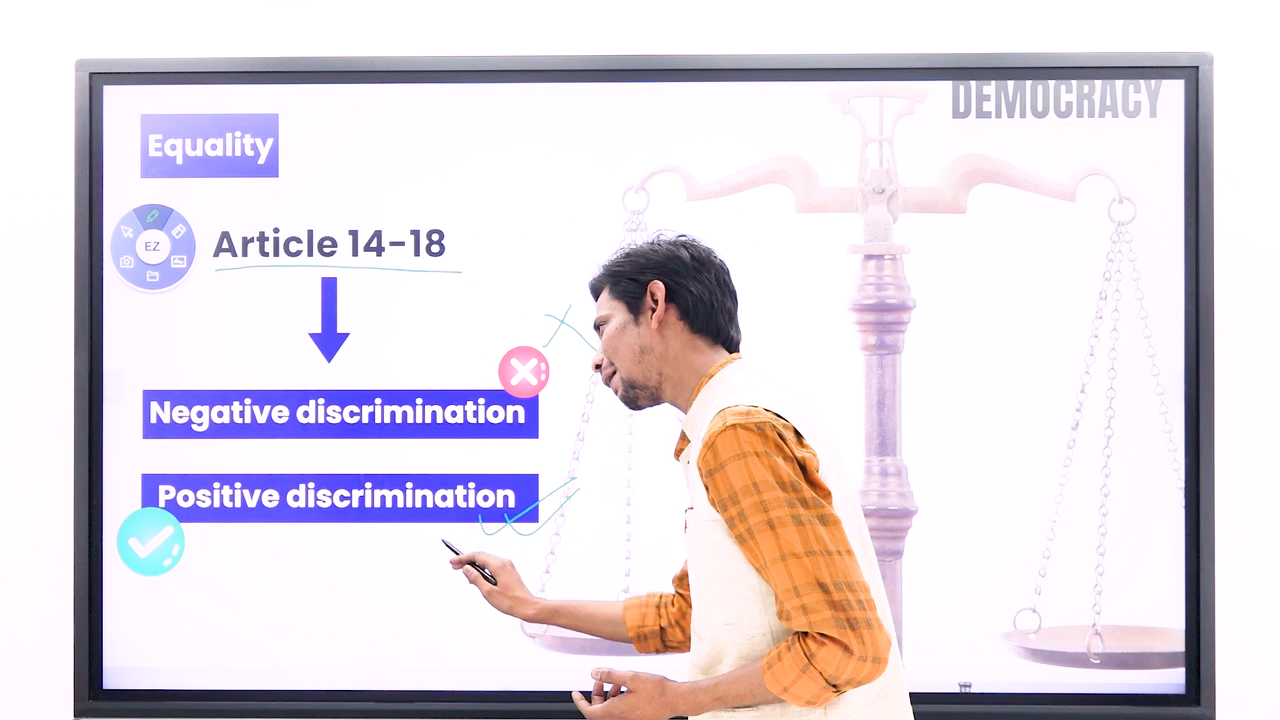 DEMOCRACY
Equality
EZ
Article 14-18
Negative discrimination
Positive discrimination